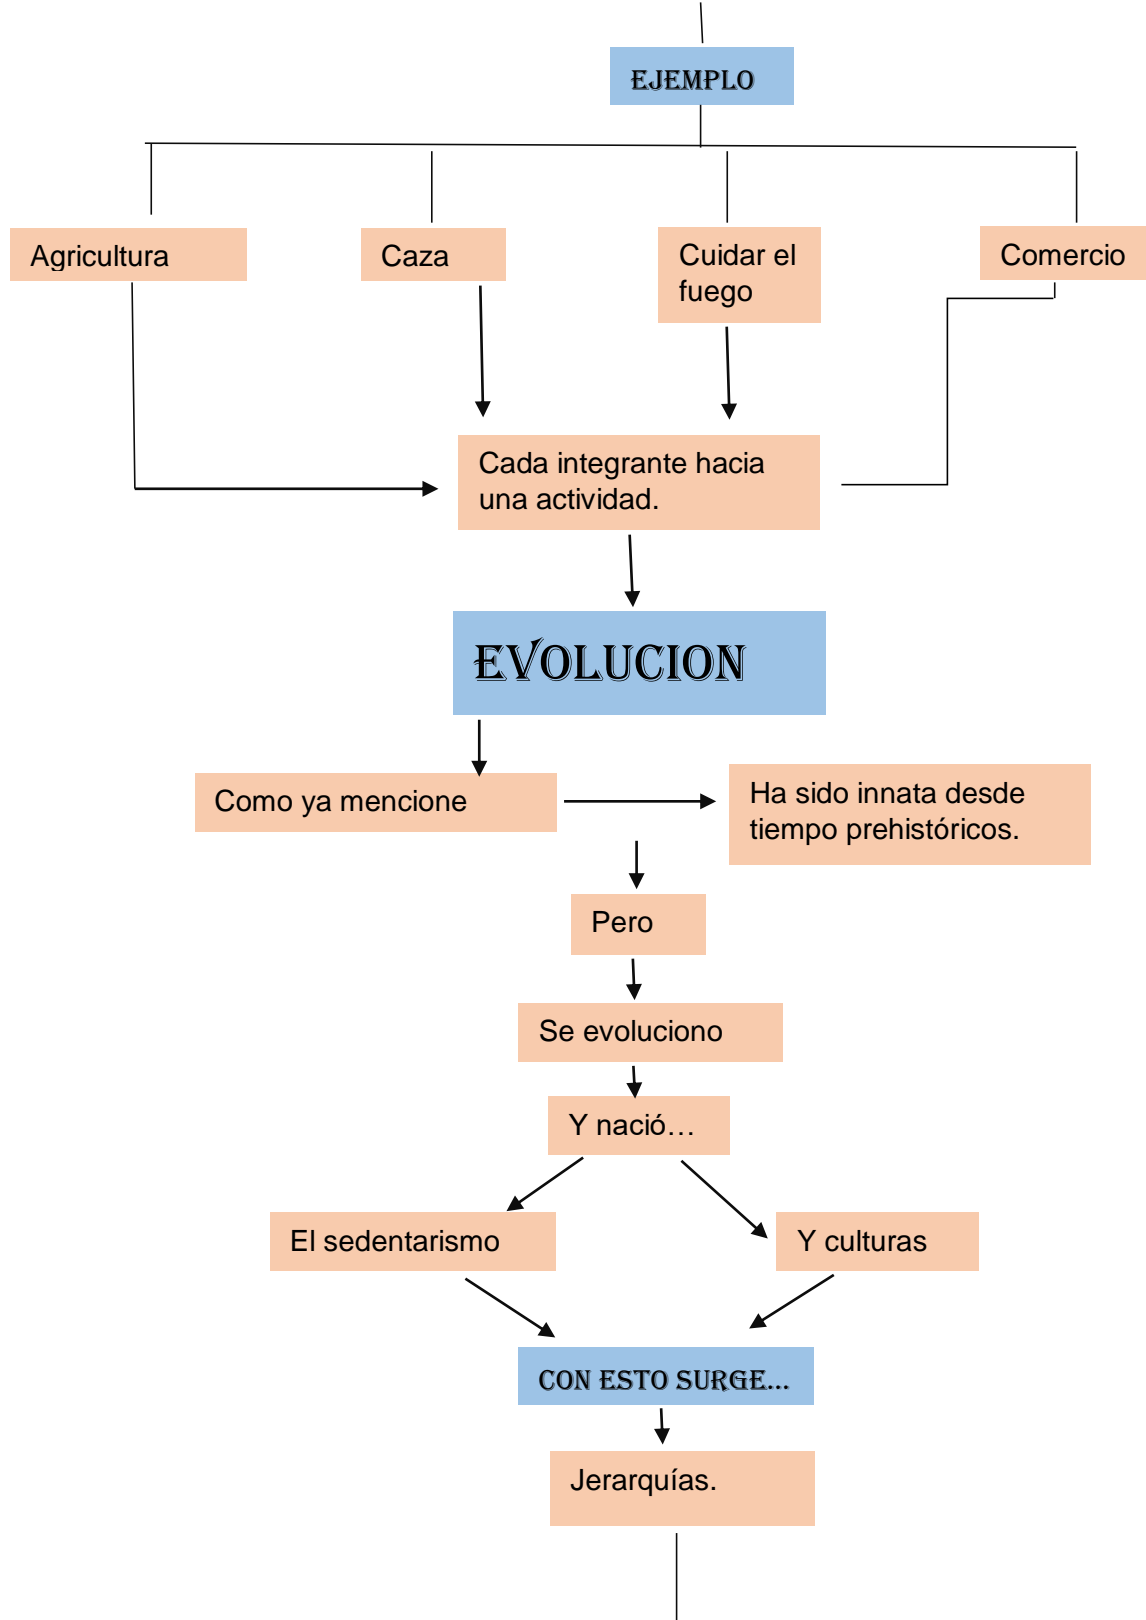 EJEMPLO
Agricultura
Caza
Cuidar el
fuego
Comercio
Cada integrante hacia
una actividad.
EVOLUCION
Como ya mencione
Ha sido innata desde
tiempo prehistóricos.
Pero
Se evoluciono
Y nació…
El sedentarismo
Y culturas
CON ESTO SURGE…
Jerarquías.